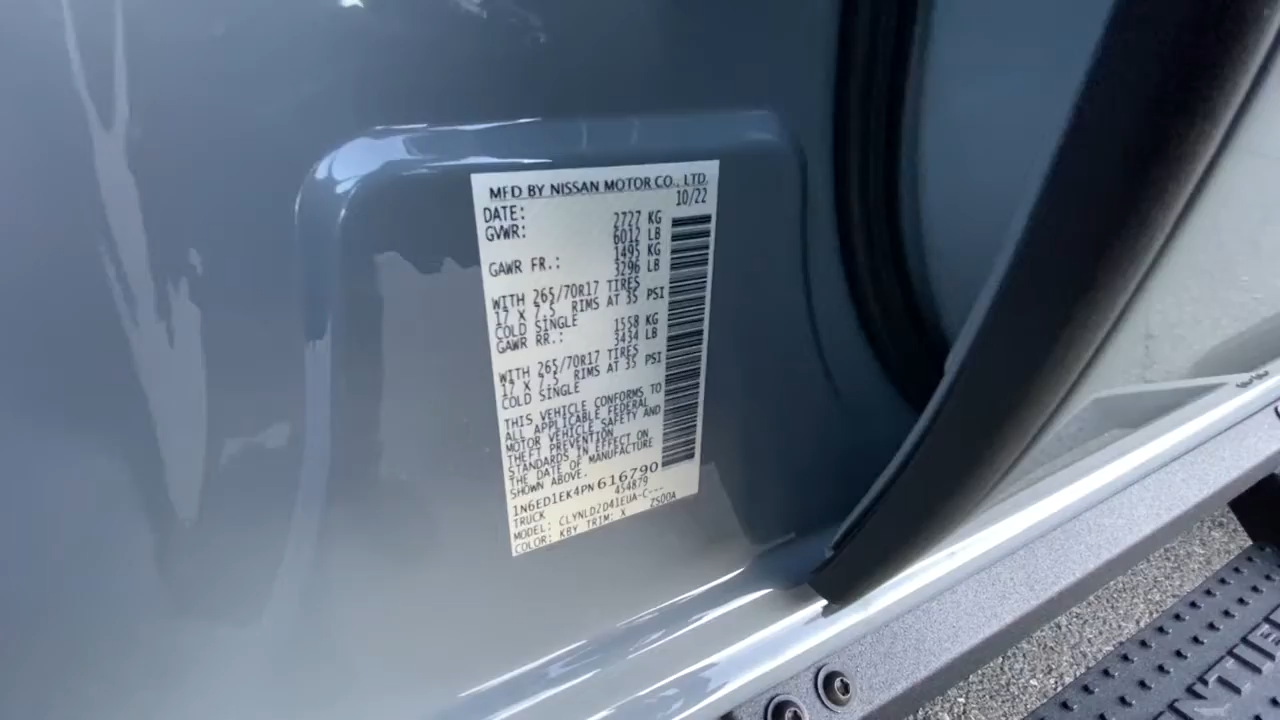 MFD BY NISSAN MOTOR CO., LTD.
DATE: 10/22
GVWR: 2727 KG
6012 LB
GAWR FR.: 1495 KG
3296 LB
WITH 265/70R17 TIRES
17 X 7.5 RIMS AT 35 PSI
COLD SINGLE
GAWR RR.: 1558 KG
3434 LB
WITH 265/70R17 TIRES
17 X 7.5 RIMS AT 35 PSI
COLD SINGLE
THIS VEHICLE CONFORMS TO
ALL APPLICABLE FEDERAL
MOTOR VEHICLE SAFETY AND
THEFT PREVENTION
STANDARDS IN EFFECT ON
THE DATE OF MANUFACTURE
SHOWN ABOVE.
1N6ED1EK4PN616790
TRUCK 454879
MODEL: CLYNLD2D41EUA-C---
COLOR: KBY TRIM: X ZS00A
NTIE